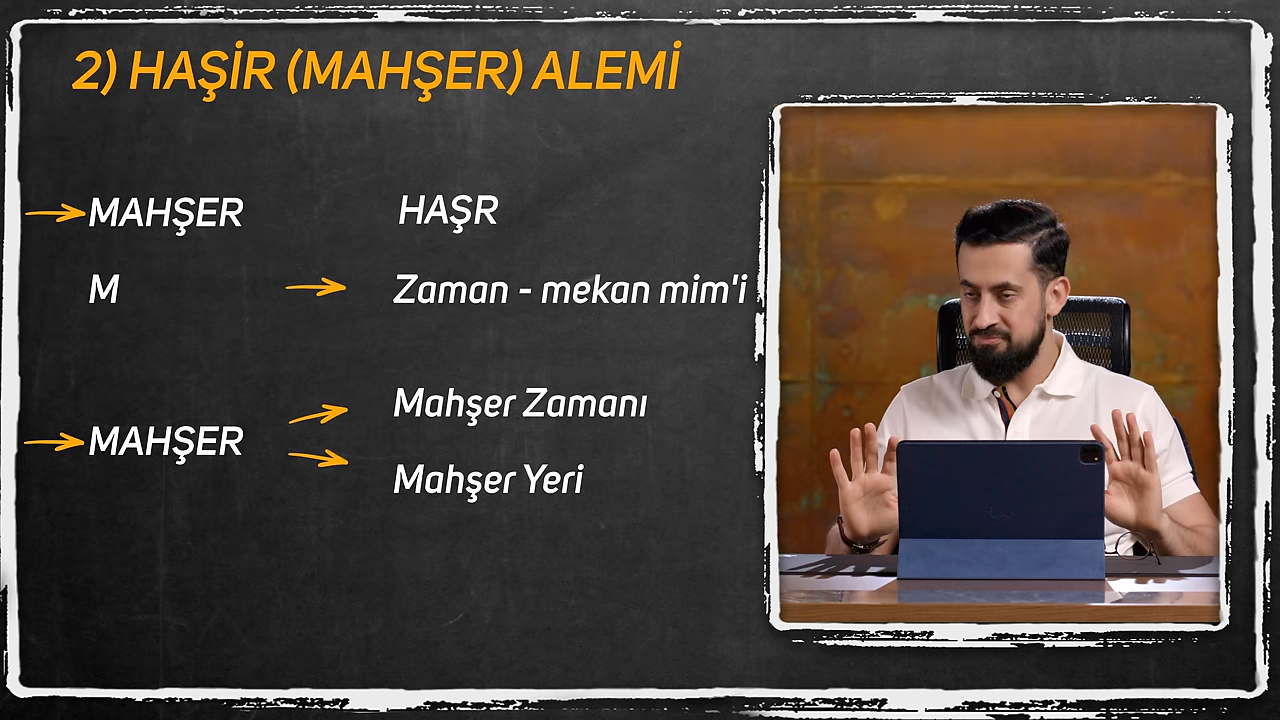 2) HAŞİR (MAHŞER) ALEMİ
MAHŞER HAŞR
M Zaman - mekan mim'i
Mahşer Zamanı
MAHŞER
Mahşer Yeri